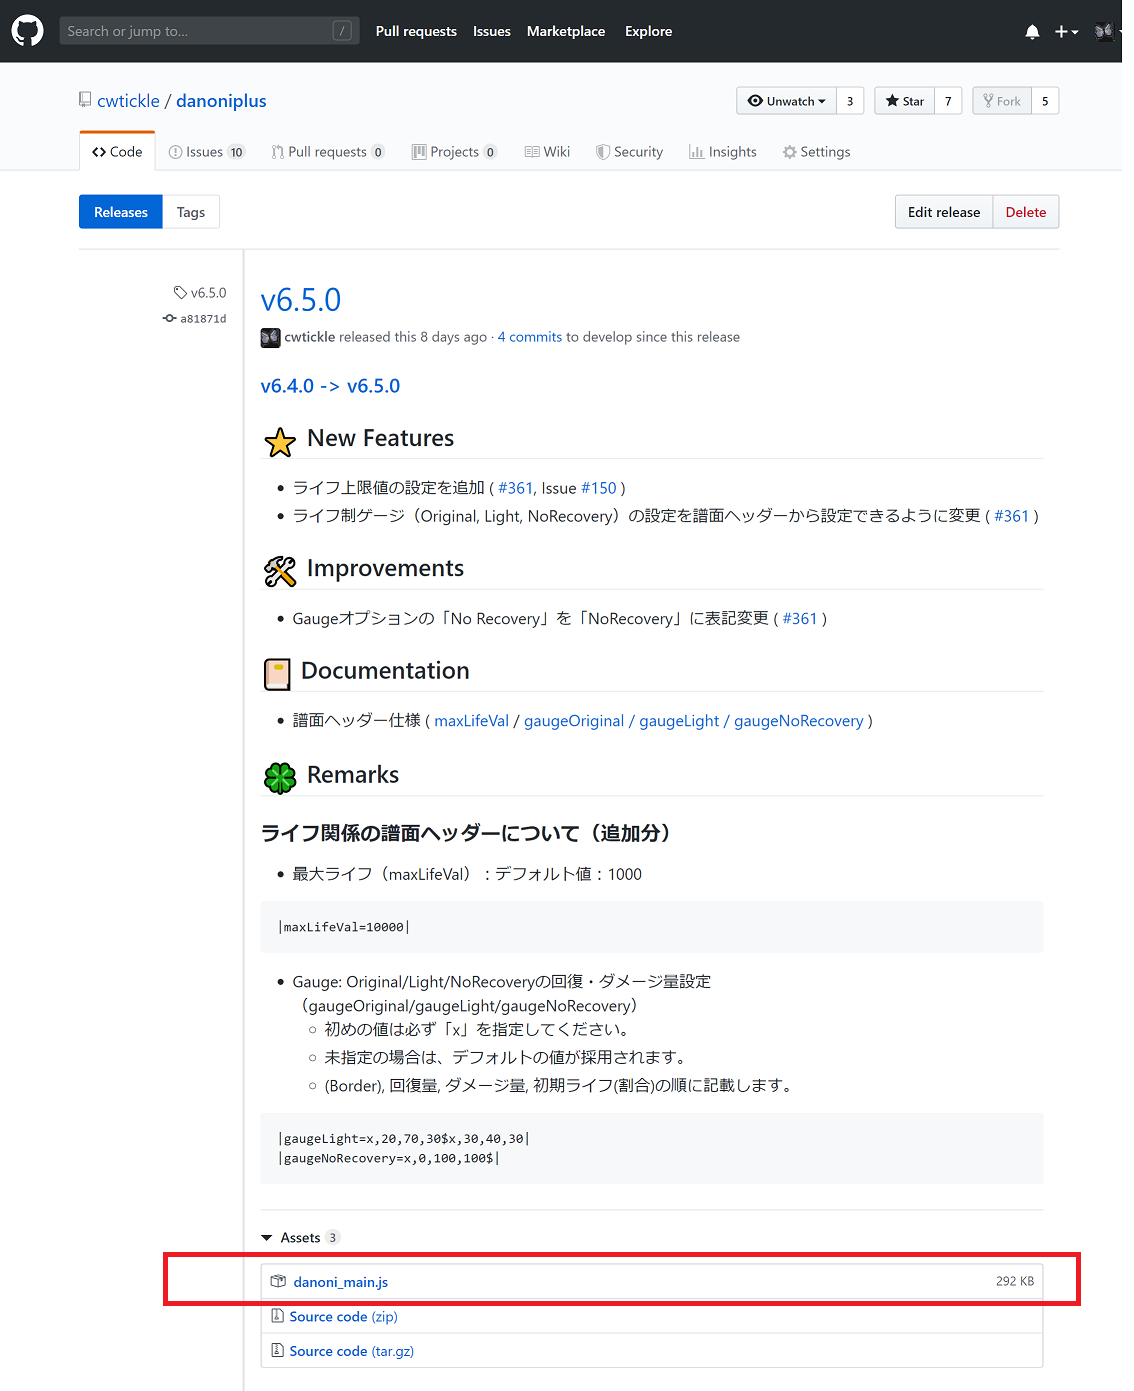 Search or jump to... / Pull requests Issues Marketplace Explore
cwtickle / danoniplus Unwatch 3 Star 7 Fork 5
Code Issues 10 Pull requests 0 Projects 0 Wiki Security Insights Settings
Releases Tags Edit release Delete
v6.5.0
a81871d
v6.5.0
cwtickle released this 8 days ago · 4 commits to develop since this release
v6.4.0 -> v6.5.0
New Features
ライフ上限値の設定を追加 ( #361, Issue #150 )
ライフ制ゲージ（Original, Light, NoRecovery）の設定を譜面ヘッダーから設定できるように変更 ( #361 )
Improvements
Gaugeオプションの「No Recovery」を「NoRecovery」に表記変更 ( #361 )
Documentation
譜面ヘッダー仕様 ( maxLifeVal / gaugeOriginal / gaugeLight / gaugeNoRecovery )
Remarks
ライフ関係の譜面ヘッダーについて（追加分）
最大ライフ（maxLifeVal）：デフォルト値：1000
|maxLifeVal=10000|
Gauge: Original/Light/NoRecoveryの回復・ダメージ量設定
（gaugeOriginal/gaugeLight/gaugeNoRecovery）
初めの値は必ず「x」を指定してください。
未指定の場合は、デフォルトの値が採用されます。
(Border), 回復量, ダメージ量, 初期ライフ(割合)の順に記載します。
|gaugeLight=x,20,70,30$x,30,40,30|
|gaugeNoRecovery=x,0,100,100$|
Assets 3
danoni_main.js 292 KB
Source code (zip)
Source code (tar.gz)